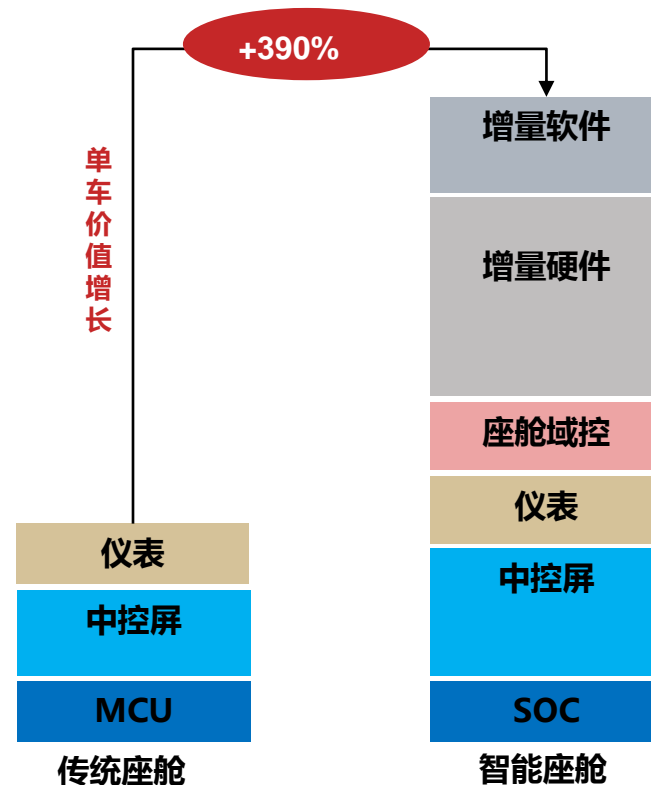 +390%
单车价值增长
增量软件
增量硬件
座舱域控
仪表
中控屏
SOC
智能座舱
仪表
中控屏
MCU
传统座舱